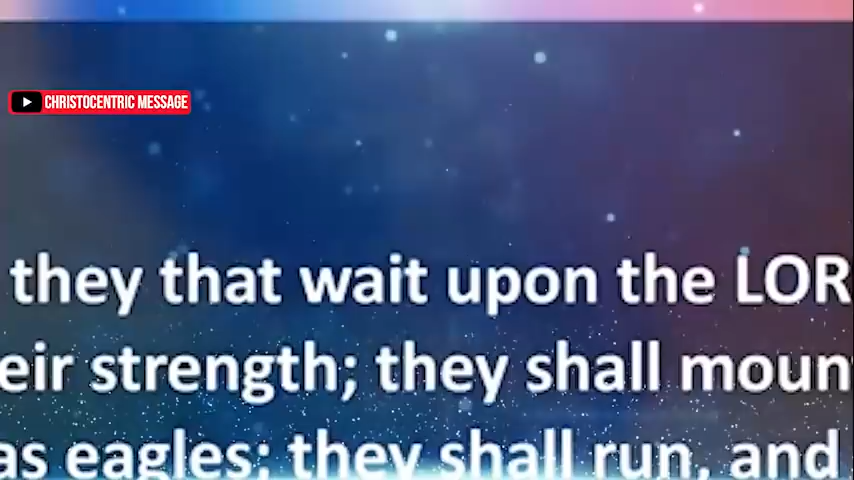 CHRISTOCENTRIC MESSAGE
they that wait upon the LOR
eir strength; they shall moun
as eagles; they shall run, and